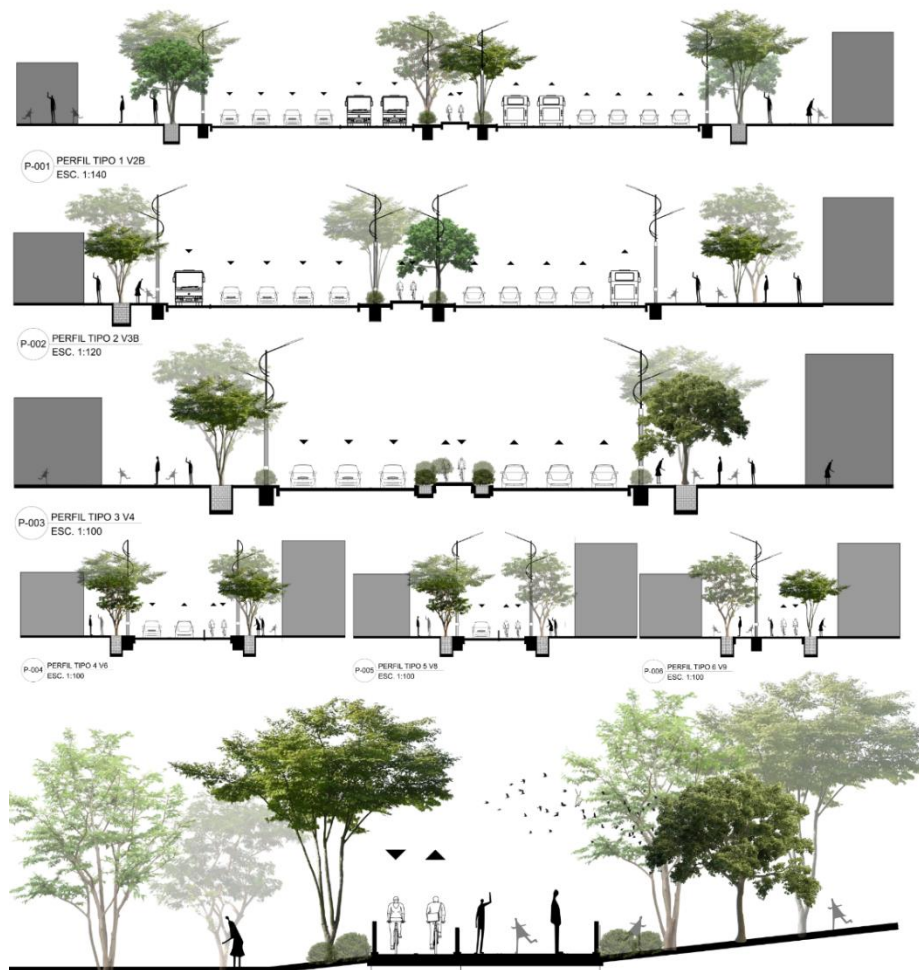 P-001
PERFIL TIPO 1 V2B
ESC. 1:140
P-002
PERFIL TIPO 2 V3B
ESC. 1:120
P-003
PERFIL TIPO 3 V4
ESC. 1:100
P-004
PERFIL TIPO 4 V6
ESC. 1:100
P-005
PERFIL TIPO 5 V8
ESC. 1:100
P-006
PERFIL TIPO 6 V9
ESC. 1:100